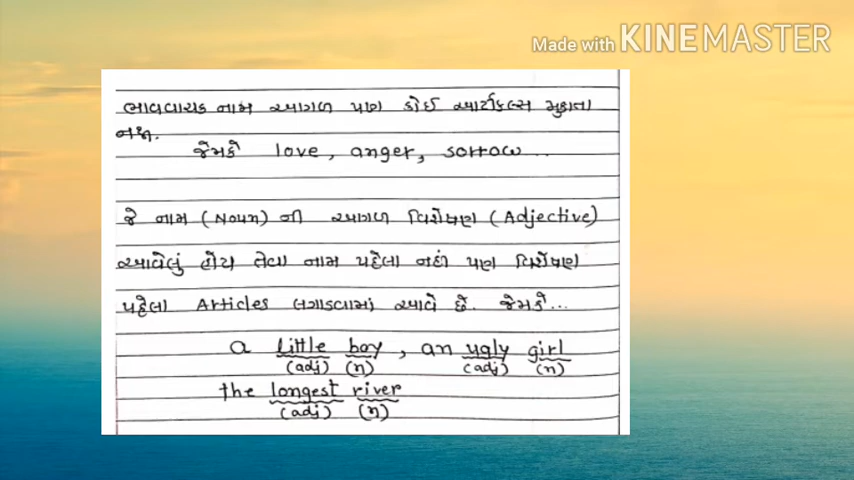 Made with KINEMASTER
ભાવવાચક નામ આગળ પણ કોઈ આર્ટીકલ્સ મુકાતા
નથી.
જેમકે love, anger, sorrow...
જે નામ (Noun) ની આગળ વિશેષણ (Adjective)
આવેલું હોય તેવા નામ પહેલા નહીં પણ વિશેષણ
પહેલા Articles લગાડવામાં આવે છે. જેમકે...
a little boy, an ugly girl
(adj) (n) (adj) (n)
the longest river
(adj) (n)